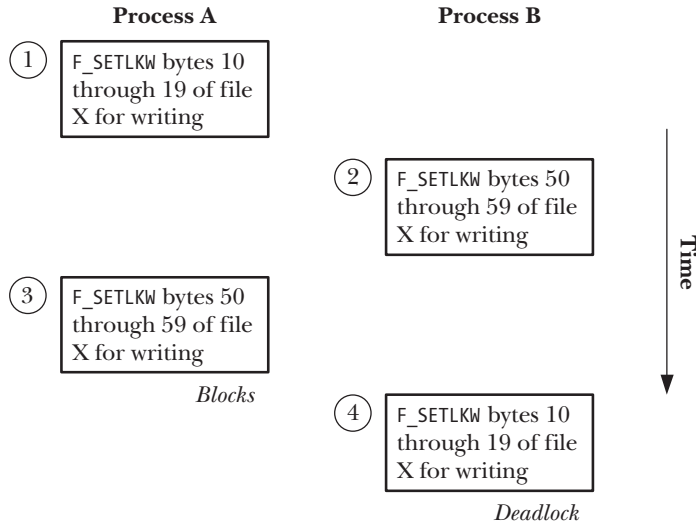 Process A
Process B
1
F_SETLKW bytes 10
through 19 of file
X for writing
2
F_SETLKW bytes 50
through 59 of file
X for writing
Time
3
F_SETLKW bytes 50
through 59 of file
X for writing
Blocks
4
F_SETLKW bytes 10
through 19 of file
X for writing
Deadlock